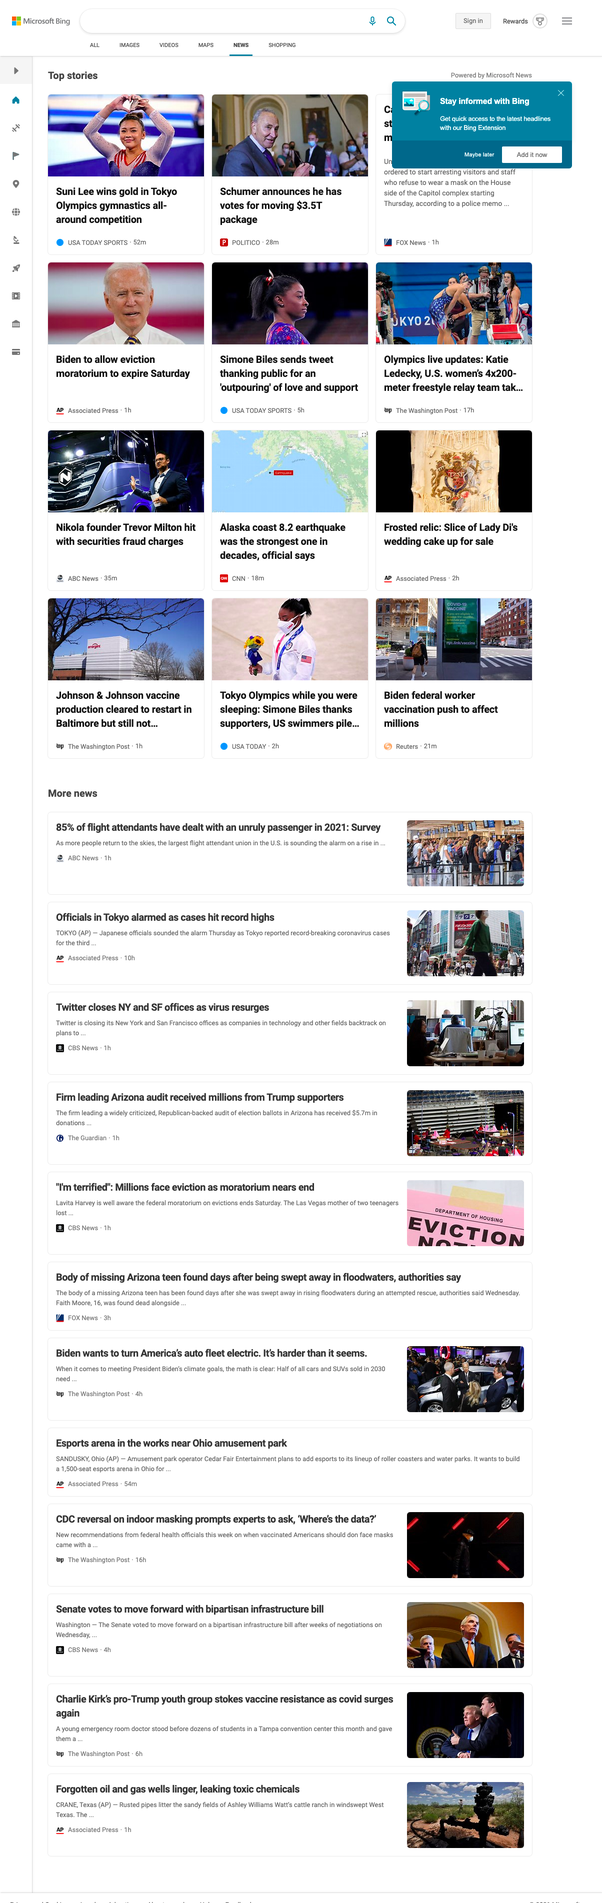 Microsoft Bing
Sign in
Rewards
ALL IMAGES VIDEOS MAPS NEWS SHOPPING
Top stories
Powered by Microsoft News
Stay informed with Bing
Get quick access to the latest headlines
with our Bing Extension
Maybe later
Add it now
Suni Lee wins gold in Tokyo
Olympics gymnastics all-
around competition
USA TODAY SPORTS · 52m
Schumer announces he has
votes for moving $3.5T
package
POLITICO · 28m
ordered to start arresting visitors and staff
who refuse to wear a mask on the House
side of the Capitol complex starting
Thursday, according to a police memo ...
FOX News · 1h
Biden to allow eviction
moratorium to expire Saturday
AP Associated Press · 1h
Simone Biles sends tweet
thanking public for an
'outpouring' of love and support
USA TODAY SPORTS · 5h
OKYO 2
Olympics live updates: Katie
Ledecky, U.S. women's 4x200-
meter freestyle relay team tak...
wp The Washington Post · 17h
Nikola founder Trevor Milton hit
with securities fraud charges
ABC News · 35m
Alaska coast 8.2 earthquake
was the strongest one in
decades, official says
CNN · 18m
Frosted relic: Slice of Lady Di's
wedding cake up for sale
AP Associated Press · 2h
Johnson & Johnson vaccine
production cleared to restart in
Baltimore but still not...
wp The Washington Post · 1h
Tokyo Olympics while you were
sleeping: Simone Biles thanks
supporters, US swimmers pile...
USA TODAY · 2h
COVID-19
VACCINE
Biden federal worker
vaccination push to affect
millions
Reuters · 21m
More news
85% of flight attendants have dealt with an unruly passenger in 2021: Survey
As more people return to the skies, the largest flight attendant union in the U.S. is sounding the alarm on a rise in ...
ABC News · 1h
Officials in Tokyo alarmed as cases hit record highs
TOKYO (AP) — Japanese officials sounded the alarm Thursday as Tokyo reported record-breaking coronavirus cases
for the third ...
AP Associated Press · 10h
Twitter closes NY and SF offices as virus resurges
Twitter is closing its New York and San Francisco offices as companies in technology and other fields backtrack on
plans to ...
CBS News · 1h
Firm leading Arizona audit received millions from Trump supporters
The firm leading a widely criticized, Republican-backed audit of election ballots in Arizona has received $5.7m in
donations ...
The Guardian · 1h
"I'm terrified": Millions face eviction as moratorium nears end
Lavita Harvey is well aware the federal moratorium on evictions ends Saturday. The Las Vegas mother of two teenagers
lost ...
CBS News · 1h
DEPARTMENT OF HOUSING
EVICTION
Body of missing Arizona teen found days after being swept away in floodwaters, authorities say
The body of a missing Arizona teen has been found days after she was swept away in rising floodwaters during an attempted rescue, authorities said Wednesday.
Faith Moore, 16, was found dead alongside ...
FOX News · 3h
Biden wants to turn America's auto fleet electric. It's harder than it seems.
When it comes to meeting President Biden's climate goals, the math is clear: Half of all cars and SUVs sold in 2030
need ...
wp The Washington Post · 4h
Esports arena in the works near Ohio amusement park
SANDUSKY, Ohio (AP) — Amusement park operator Cedar Fair Entertainment plans to add esports to its lineup of roller coasters and water parks. It wants to build
a 1,500-seat esports arena in Ohio for ...
AP Associated Press · 54m
CDC reversal on indoor masking prompts experts to ask, 'Where's the data?'
New recommendations from federal health officials this week on when vaccinated Americans should don face masks
came with a ...
wp The Washington Post · 16h
Senate votes to move forward with bipartisan infrastructure bill
Washington — The Senate voted to move forward on a bipartisan infrastructure bill after weeks of negotiations on
Wednesday, ...
CBS News · 4h
Charlie Kirk's pro-Trump youth group stokes vaccine resistance as covid surges
again
A young emergency room doctor stood before dozens of students in a Tampa convention center this month and gave
them a ...
wp The Washington Post · 6h
Forgotten oil and gas wells linger, leaking toxic chemicals
CRANE, Texas (AP) — Rusted pipes litter the sandy fields of Ashley Williams Watt's cattle ranch in windswept West
Texas. The ...
AP Associated Press · 1h